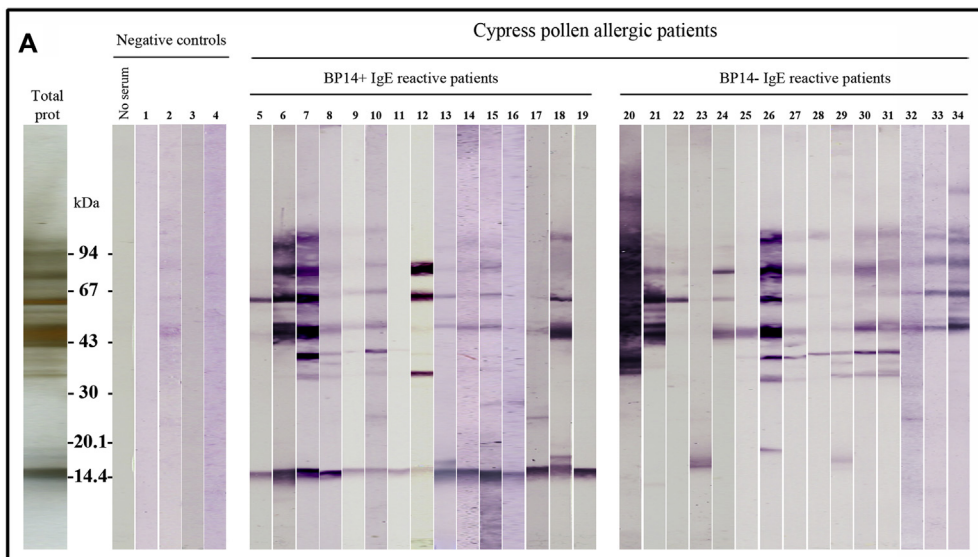 A
Cypress pollen allergic patients
Negative controls
BP14+ IgE reactive patients
BP14- IgE reactive patients
Total
prot
No serum
1 2 3 4
5 6 7 8 9 10 11 12 13 14 15 16 17 18 19
20 21 22 23 24 25 26 27 28 29 30 31 32 33 34
kDa
- 94 -
- 67 -
- 43 -
- 30 -
-20.1-
-14.4-